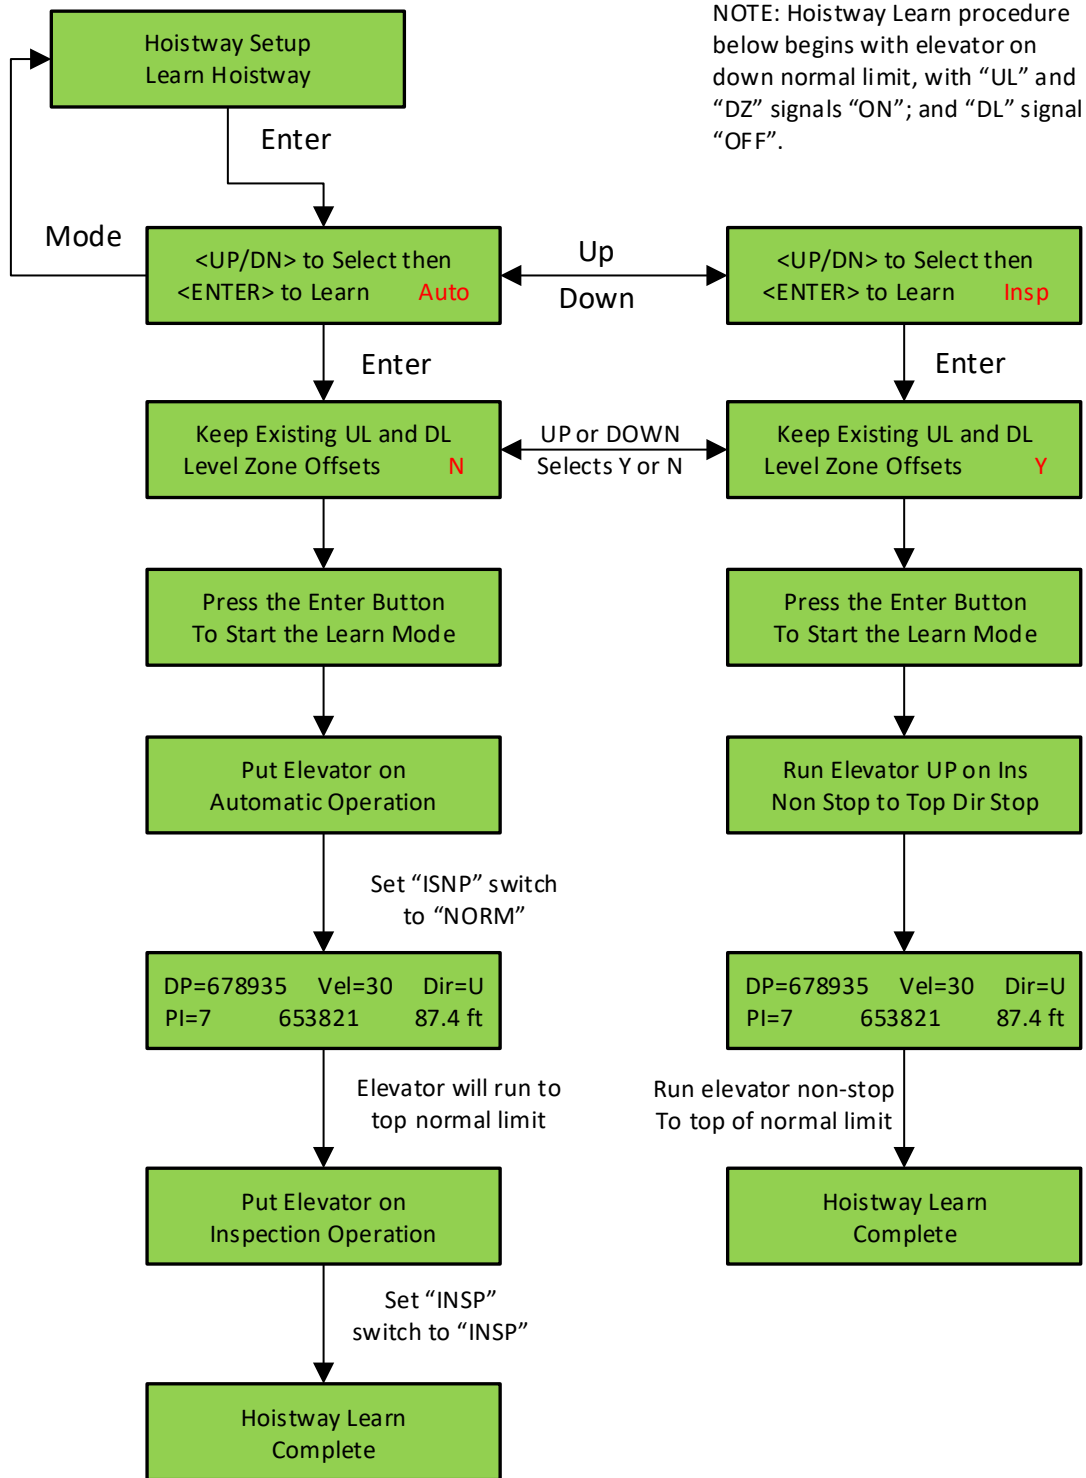 NOTE: Hoistway Learn procedure
below begins with elevator on
down normal limit, with “UL” and
“DZ” signals “ON”; and “DL” signal
“OFF”.
Hoistway Setup
Learn Hoistway
Enter
Mode
<UP/DN> to Select then
<ENTER> to Learn Auto
Up
Down
<UP/DN> to Select then
<ENTER> to Learn Insp
Enter
Enter
Keep Existing UL and DL
Level Zone Offsets N
UP or DOWN
Selects Y or N
Keep Existing UL and DL
Level Zone Offsets Y
Press the Enter Button
To Start the Learn Mode
Press the Enter Button
To Start the Learn Mode
Put Elevator on
Automatic Operation
Run Elevator UP on Ins
Non Stop to Top Dir Stop
Set “ISNP” switch
to “NORM”
DP=678935 Vel=30 Dir=U
PI=7 653821 87.4 ft
DP=678935 Vel=30 Dir=U
PI=7 653821 87.4 ft
Elevator will run to
top normal limit
Run elevator non-stop
To top of normal limit
Put Elevator on
Inspection Operation
Hoistway Learn
Complete
Set “INSP”
switch to “INSP”
Hoistway Learn
Complete